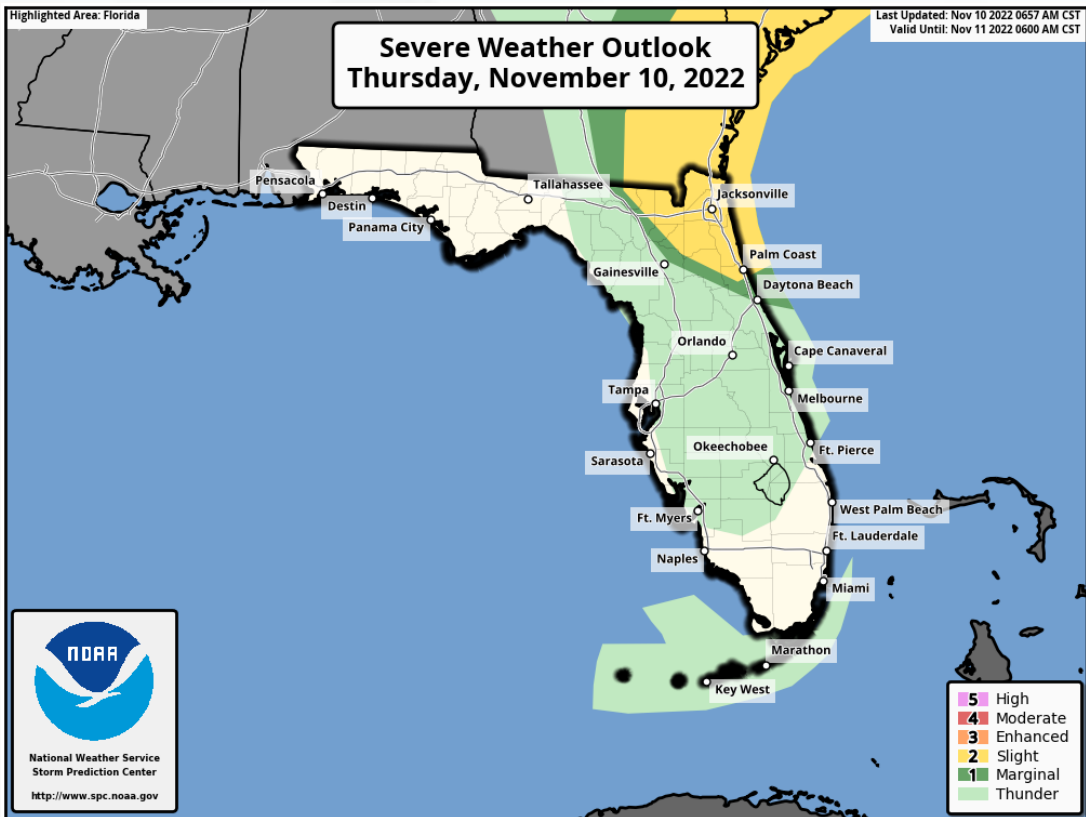 Highlighted Area: Florida
Last Updated: Nov 10 2022 0657 AM CST
Valid Until: Nov 11 2022 0600 AM CST
Severe Weather Outlook
Thursday, November 10, 2022
Pensacola
Tallahassee
Destin
Panama City
Jacksonville
Palm Coast
Gainesville
Daytona Beach
Orlando
Cape Canaveral
Tampa
Melbourne
Okeechobee
Ft. Pierce
Sarasota
West Palm Beach
Ft. Myers
Ft. Lauderdale
Naples
Miami
Marathon
Key West
NOAA
National Weather Service
Storm Prediction Center
http://www.spc.noaa.gov
5 High
4 Moderate
3 Enhanced
2 Slight
1 Marginal
Thunder